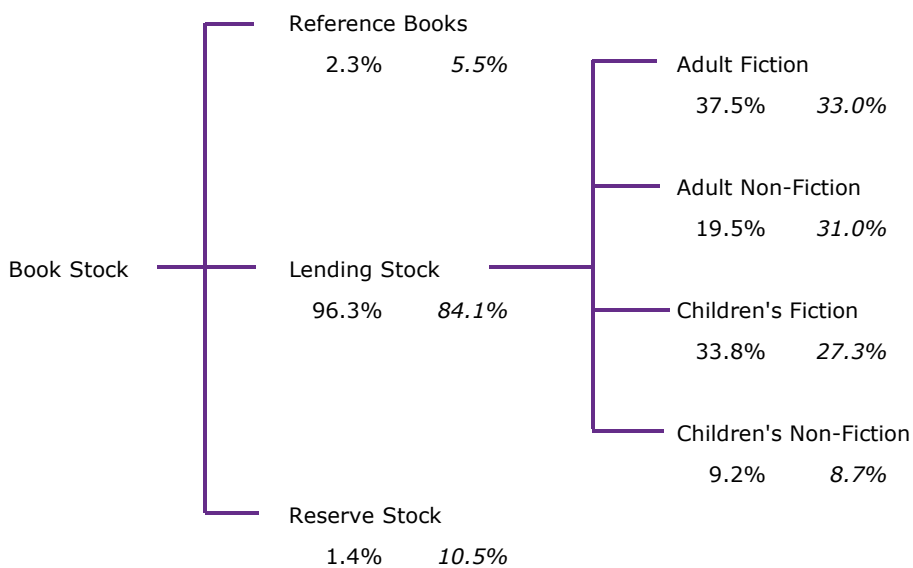 Reference Books
2.3% 5.5%
Adult Fiction
37.5% 33.0%
Adult Non-Fiction
19.5% 31.0%
Book Stock
Lending Stock
96.3% 84.1%
Children's Fiction
33.8% 27.3%
Children's Non-Fiction
9.2% 8.7%
Reserve Stock
1.4% 10.5%